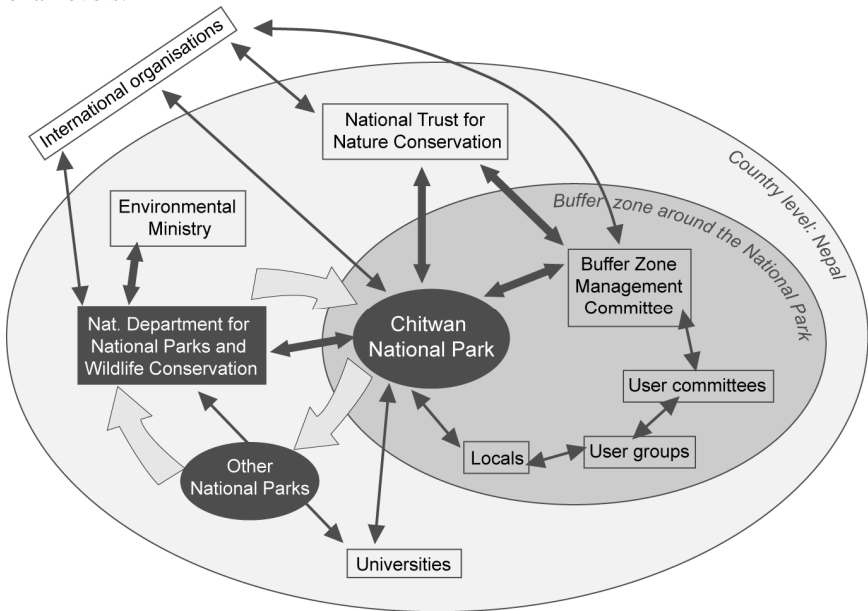 International organisations
National Trust for
Nature Conservation
Country level: Nepal
Buffer zone around the National Park
Environmental
Ministry
Buffer Zone
Management
Committee
Nat. Department for
National Parks and
Wildlife Conservation
Chitwan
National Park
User committees
Locals
User groups
Other
National Parks
Universities